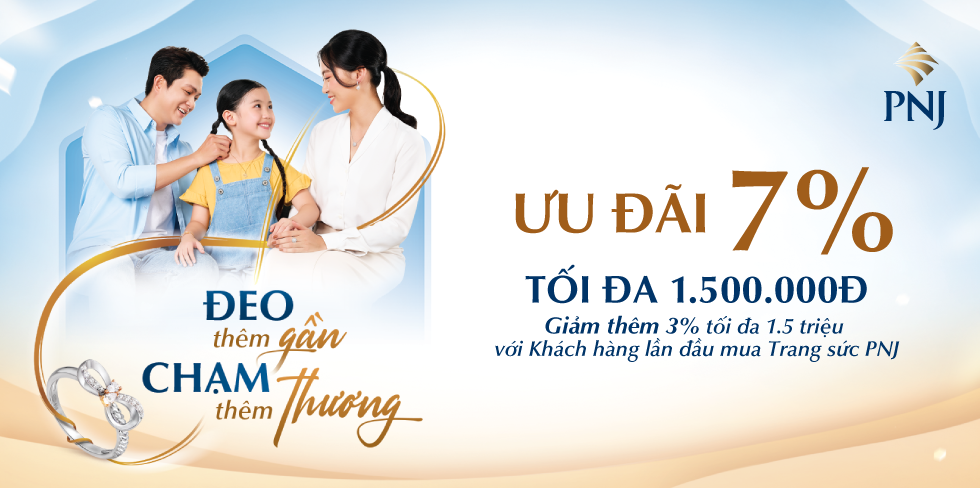 PNJ
ĐEO
thêm gần
CHẠM
thêm Thương
ƯU ĐÃI 7%
TỐI ĐA 1.500.000Đ
Giảm thêm 3% tối đa 1.5 triệu
với Khách hàng lần đầu mua Trang sức PNJ